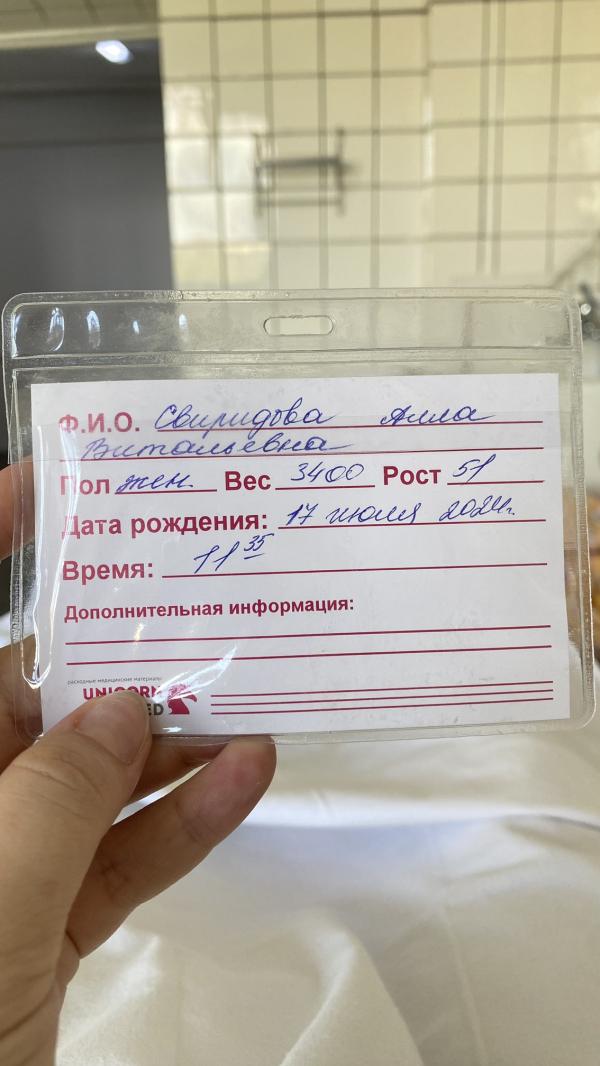 Ф.И.О. Свиридова Алла
Витальевна
Пол жен. Вес 3400 Рост 51
Дата рождения: 17 июля 2024г.
Время: 11 35
Дополнительная информация:
расходные медицинские материалы
UNICORN